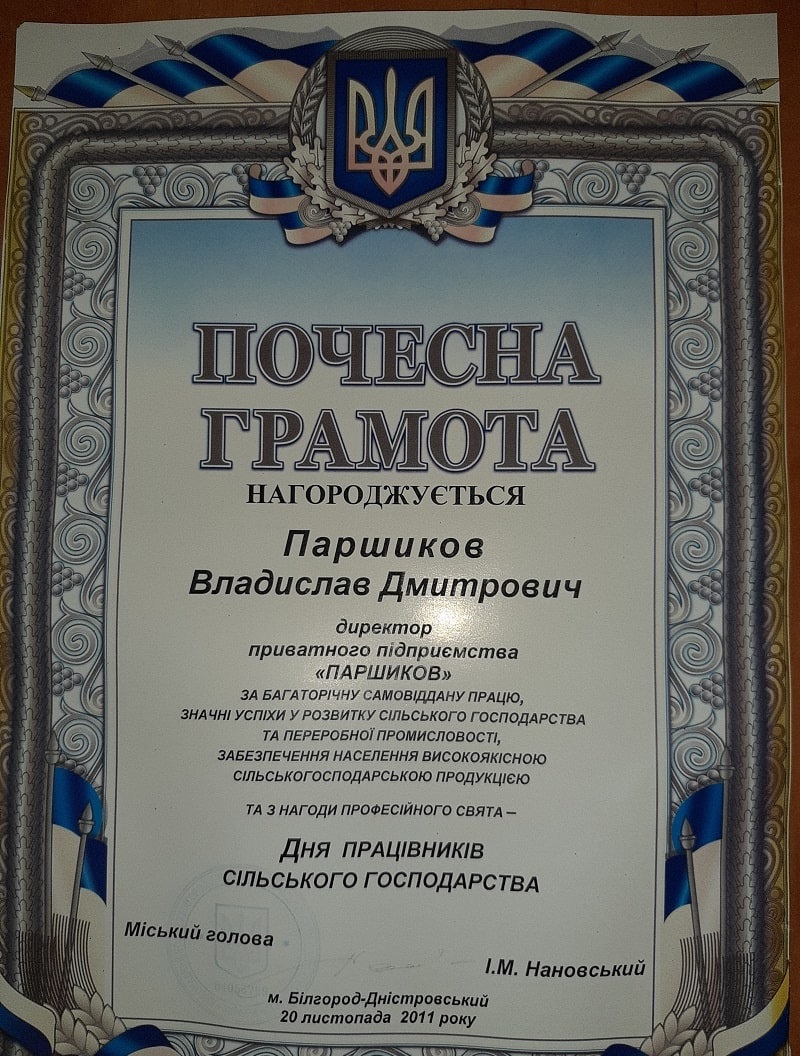 ПОЧЕСНА
ГРАМОТА
НАГОРОДЖУЄТЬСЯ
Паршиков
Владислав Дмитрович
директор
приватного підприємства
«ПАРШИКОВ»
ЗА БАГАТОРІЧНУ САМОВІДДАНУ ПРАЦЮ,
ЗНАЧНІ УСПІХИ У РОЗВИТКУ СІЛЬСЬКОГО ГОСПОДАРСТВА
ТА ПЕРЕРОБНОЇ ПРОМИСЛОВОСТІ,
ЗАБЕЗПЕЧЕННЯ НАСЕЛЕННЯ ВИСОКОЯКІСНОЮ
СІЛЬСЬКОГОСПОДАРСЬКОЮ ПРОДУКЦІЄЮ
ТА З НАГОДИ ПРОФЕСІЙНОГО СВЯТА –
ДНЯ ПРАЦІВНИКІВ
СІЛЬСЬКОГО ГОСПОДАРСТВА
Міський голова
І.М. Нановський
м. Білгород-Дністровський
20 листопада 2011 року